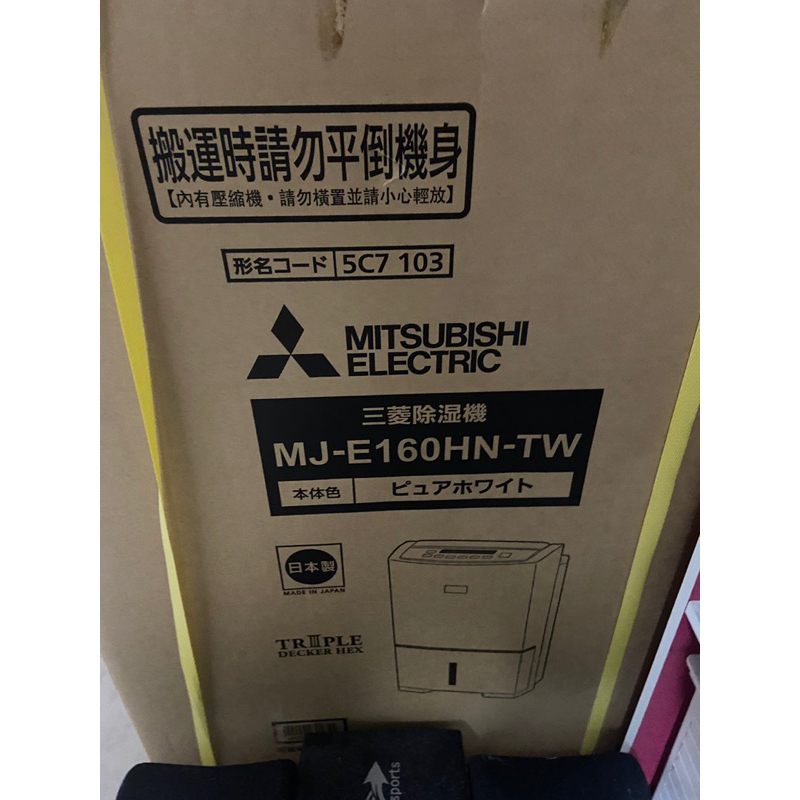 搬運時請勿平倒機身
【內有壓縮機・請勿橫置並請小心輕放】
形名コード 5C7 103
MITSUBISHI
ELECTRIC
三菱除湿機
MJ-E160HN-TW
本体色 ピュアホワイト
日本製
MADE IN JAPAN
TRIIIPLE
DECKER HEX
sports